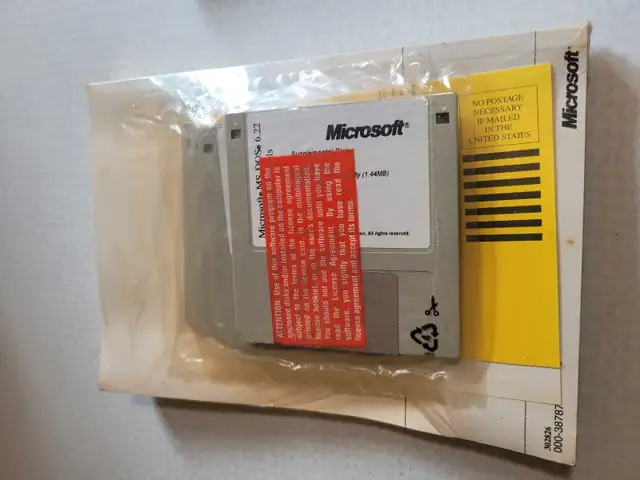 Microsoft®
Microsoft® MS-DOS® 6.22
Supplemental Disk
(1.44MB)
All rights reserved.
ATTENTION: Use of this software program on the
enclosed disks and/or installed on the computer is
subject to the terms of the license agreement
printed on the license card, in the multilingual
license booklet, or in the user's documentation.
You should not use the software until you have
read the License Agreement. By using the
software, you signify that you have read the
license agreement and accept its terms.
NO POSTAGE
NECESSARY
IF MAILED
IN THE
UNITED STATES
Microsoft®
302826
000-38787